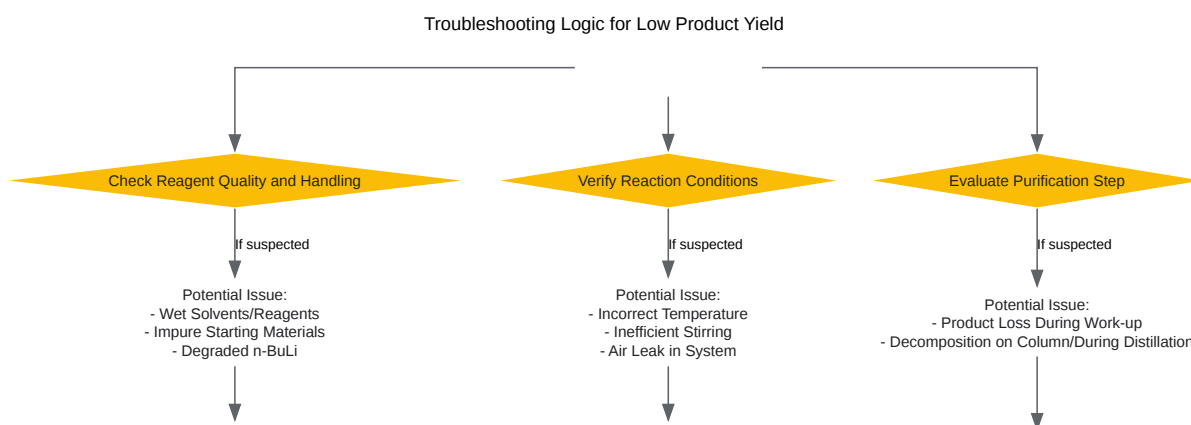 Troubleshooting Logic for Low Product Yield
Check Reagent Quality and Handling
Verify Reaction Conditions
Evaluate Purification Step
If suspected
If suspected
If suspected
Potential Issue:
- Wet Solvents/Reagents
- Impure Starting Materials
- Degraded n-BuLi
Potential Issue:
- Incorrect Temperature
- Inefficient Stirring
- Air Leak in System
Potential Issue:
- Product Loss During Work-up
- Decomposition on Column/During Distillation